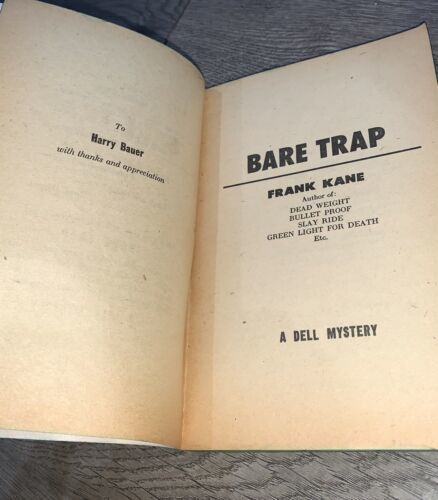 To
Harry Bauer
with thanks and appreciation
BARE TRAP
FRANK KANE
Author of:
DEAD WEIGHT
BULLET PROOF
SLAY RIDE
GREEN LIGHT FOR DEATH
Etc.
A DELL MYSTERY